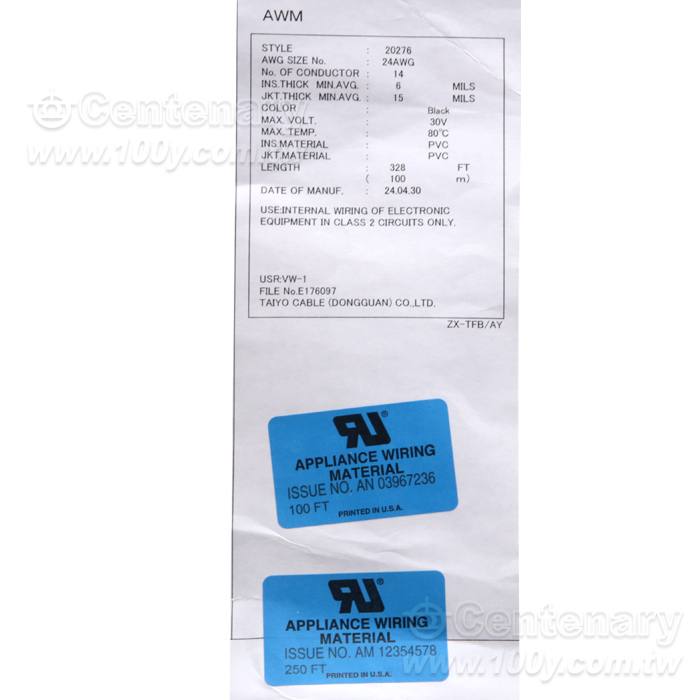 AWM
STYLE : 20276
AWG SIZE No. : 24AWG
No. OF CONDUCTOR : 14
INS.THICK MIN.AVG. : 6 MILS
JKT.THICK MIN.AVG. : 15 MILS
COLOR : Black
MAX. VOLT. : 30V
MAX. TEMP. : 80℃
INS.MATERIAL : PVC
JKT.MATERIAL : PVC
LENGTH : 328 FT
( 100 m)
DATE OF MANUF. : 24.04.30
USE:INTERNAL WIRING OF ELECTRONIC
EQUIPMENT IN CLASS 2 CIRCUITS ONLY.
USR:VW-1
FILE No.E176097
TAIYO CABLE (DONGGUAN) CO.,LTD.
ZX-TFB/AY
RU®
APPLIANCE WIRING
MATERIAL
ISSUE NO. AN 03967236
100 FT
PRINTED IN U.S.A.
RU®
APPLIANCE WIRING
MATERIAL
ISSUE NO. AM 12354578
250 FT
PRINTED IN U.S.A.
Centenary
www.100y.com.tw
Centenary
www.100y.com.tw